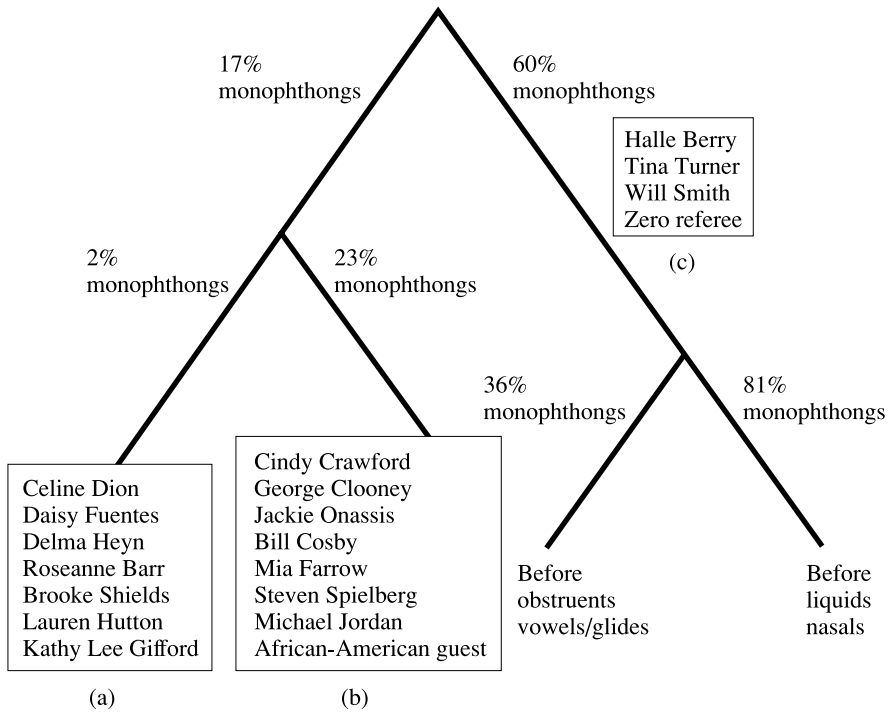 17%
monophthongs
60%
monophthongs
Halle Berry
Tina Turner
Will Smith
Zero referee
(c)
2%
monophthongs
23%
monophthongs
36%
monophthongs
81%
monophthongs
Celine Dion
Daisy Fuentes
Delma Heyn
Roseanne Barr
Brooke Shields
Lauren Hutton
Kathy Lee Gifford
(a)
Cindy Crawford
George Clooney
Jackie Onassis
Bill Cosby
Mia Farrow
Steven Spielberg
Michael Jordan
African-American guest
(b)
Before
obstruents
vowels/glides
Before
liquids
nasals